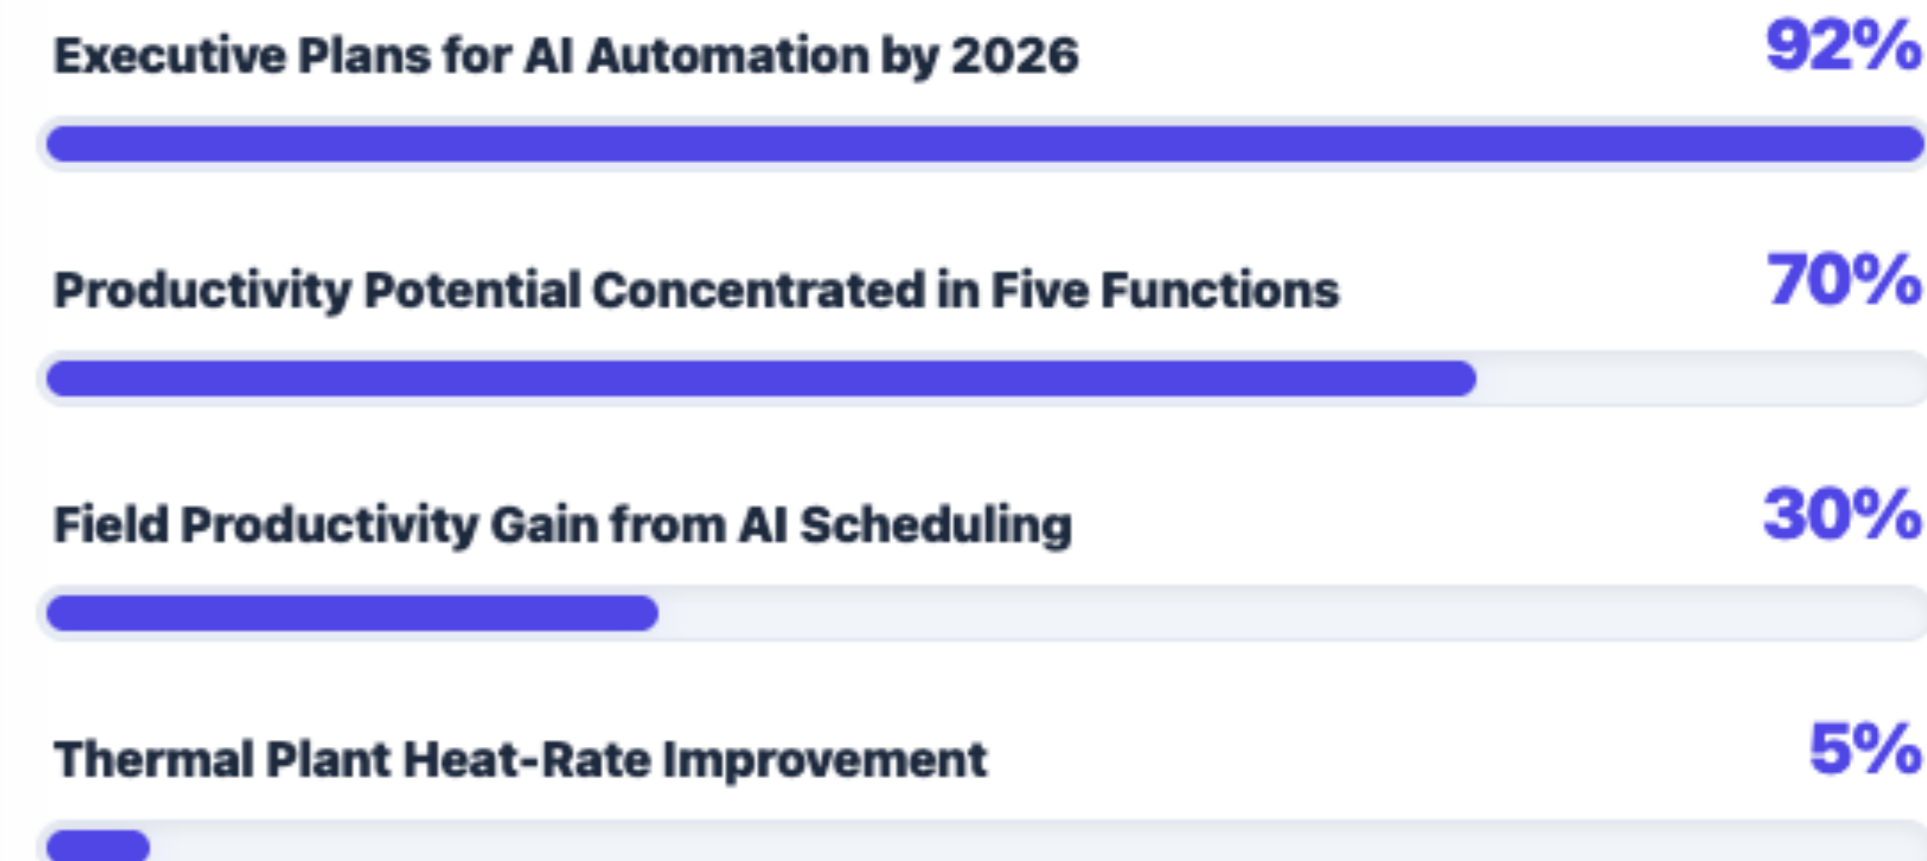 Executive Plans for AI Automation by 2026 92%
Productivity Potential Concentrated in Five Functions 70%
Field Productivity Gain from AI Scheduling 30%
Thermal Plant Heat-Rate Improvement 5%